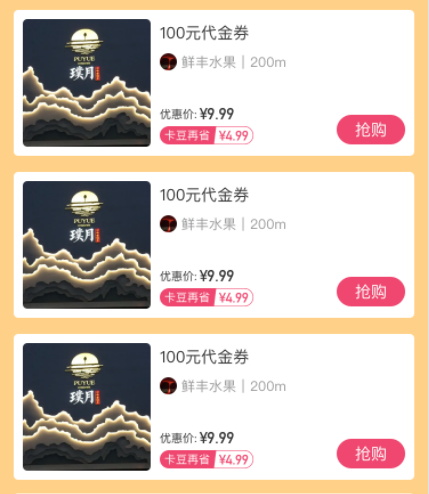 100元代金券
PUYUE
璞月
鲜丰水果 | 200m
优惠价: ¥9.99
卡豆再省 ¥4.99
抢购
100元代金券
PUYUE
璞月
鲜丰水果 | 200m
优惠价: ¥9.99
卡豆再省 ¥4.99
抢购
100元代金券
PUYUE
璞月
鲜丰水果 | 200m
优惠价: ¥9.99
卡豆再省 ¥4.99
抢购